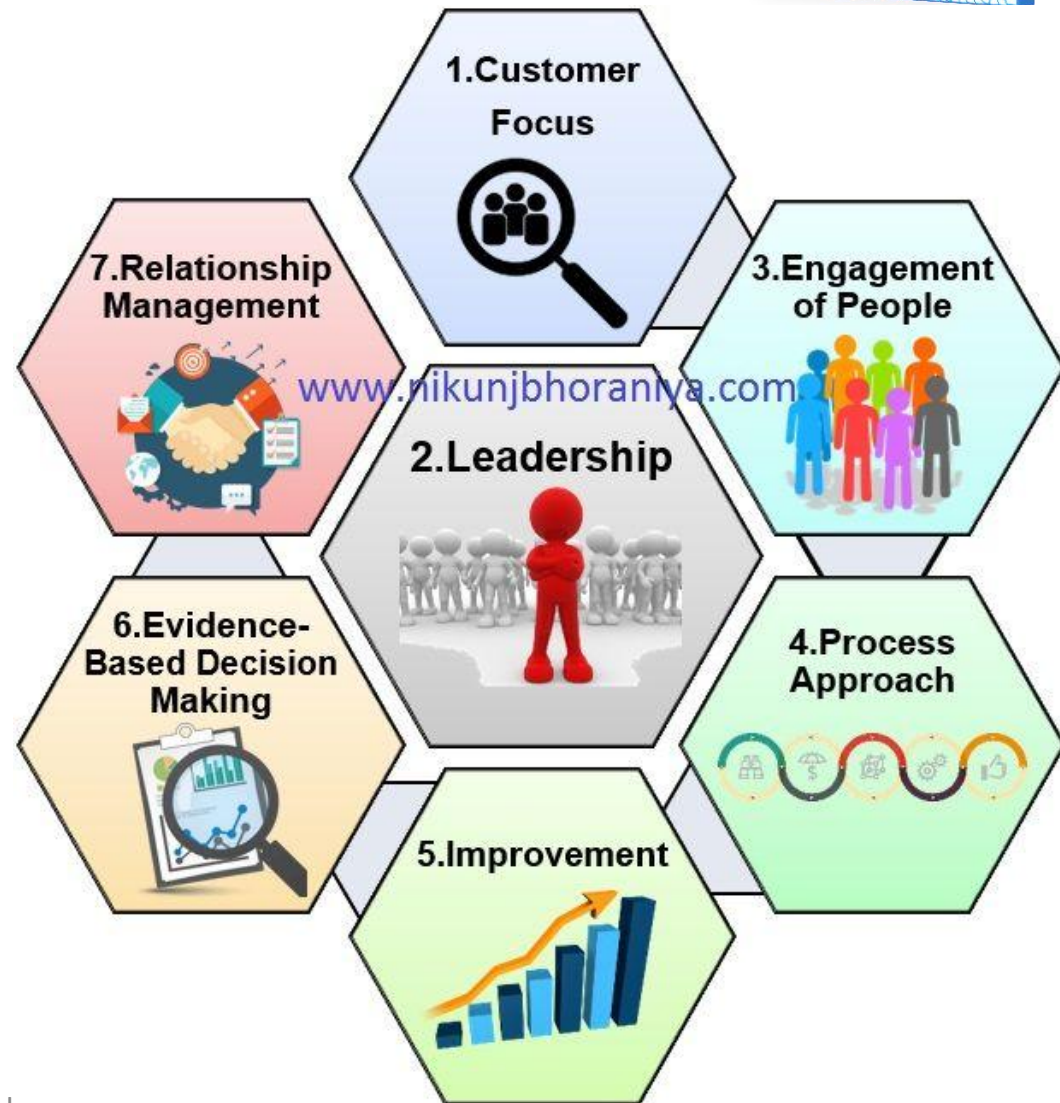 1.Customer
Focus
7.Relationship
Management
3.Engagement
of People
www.nikunjbhoraniya.com
2.Leadership
6.Evidence-
Based Decision
Making
4.Process
Approach
$
5.Improvement